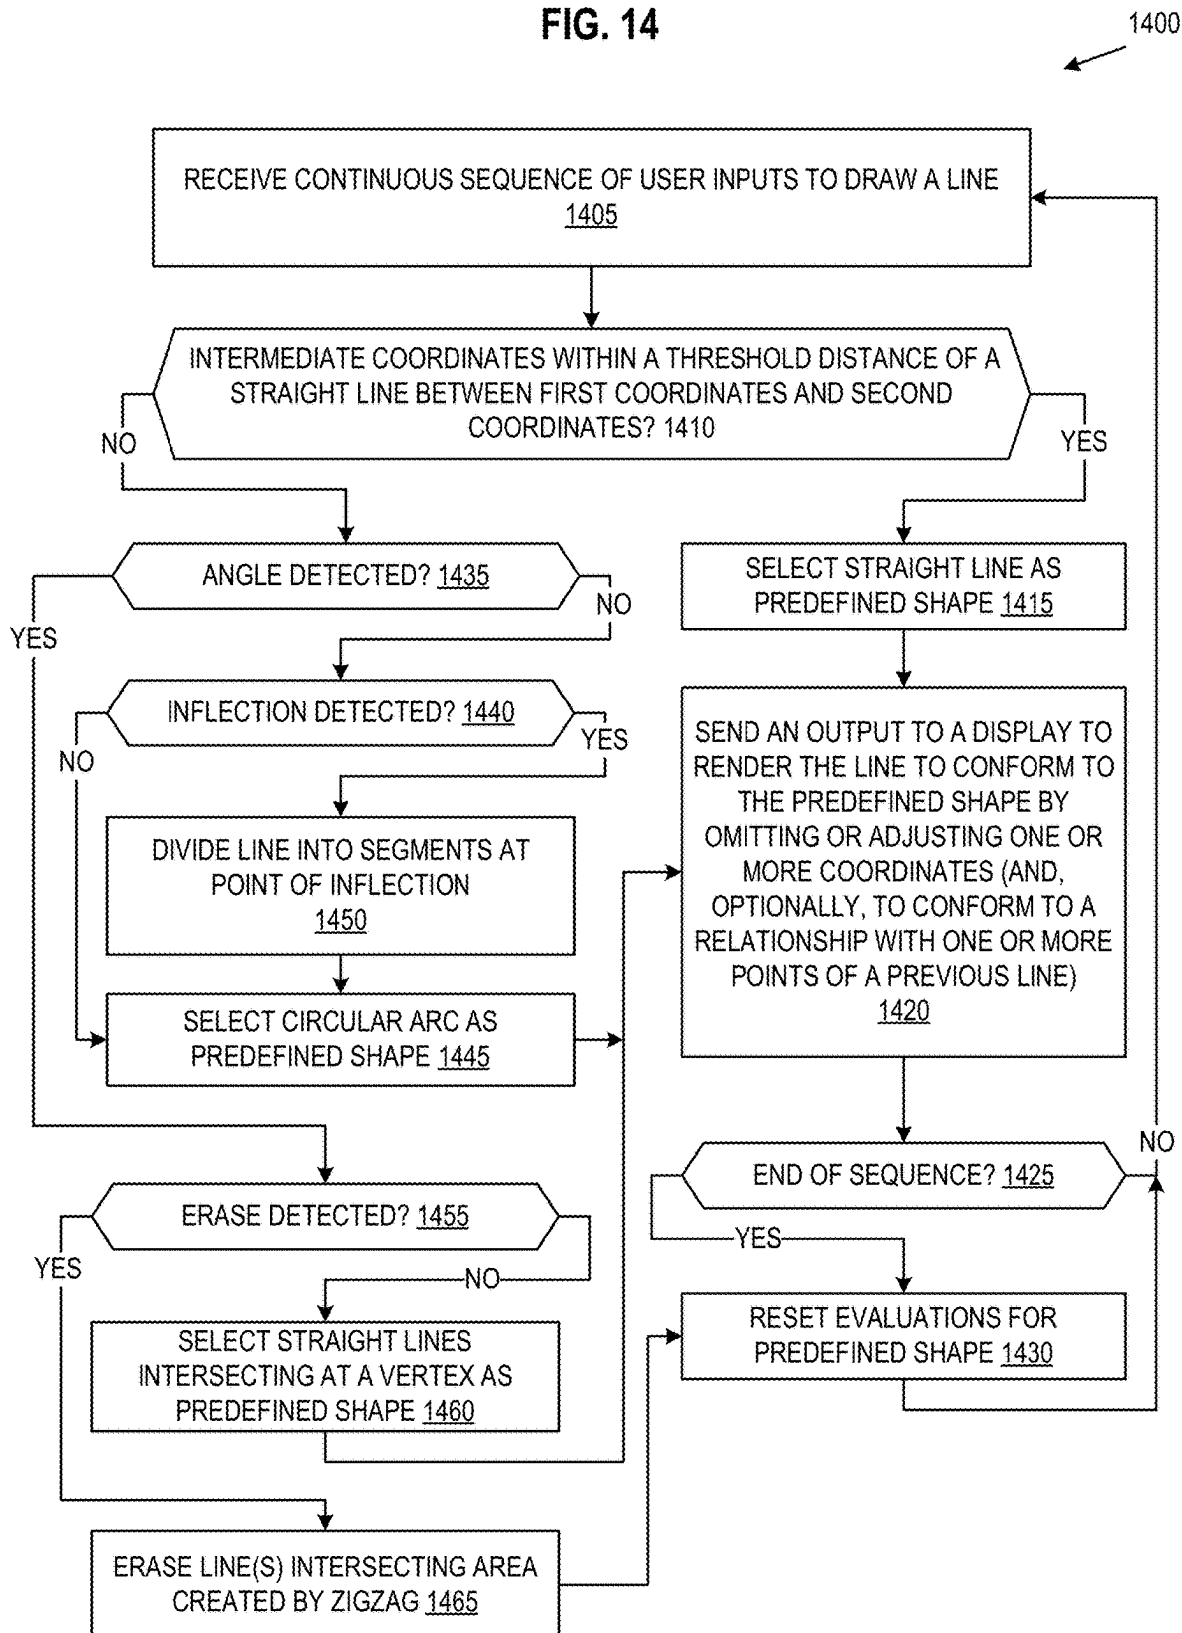 FIG. 14
1400
RECEIVE CONTINUOUS SEQUENCE OF USER INPUTS TO DRAW A LINE
1405
INTERMEDIATE COORDINATES WITHIN A THRESHOLD DISTANCE OF A
STRAIGHT LINE BETWEEN FIRST COORDINATES AND SECOND
COORDINATES? 1410
NO
YES
ANGLE DETECTED? 1435
YES
NO
SELECT STRAIGHT LINE AS
PREDEFINED SHAPE 1415
INFLECTION DETECTED? 1440
NO
YES
DIVIDE LINE INTO SEGMENTS AT
POINT OF INFLECTION
1450
SELECT CIRCULAR ARC AS
PREDEFINED SHAPE 1445
SEND AN OUTPUT TO A DISPLAY TO
RENDER THE LINE TO CONFORM TO
THE PREDEFINED SHAPE BY
OMITTING OR ADJUSTING ONE OR
MORE COORDINATES (AND,
OPTIONALLY, TO CONFORM TO A
RELATIONSHIP WITH ONE OR MORE
POINTS OF A PREVIOUS LINE)
1420
END OF SEQUENCE? 1425
NO
YES
ERASE DETECTED? 1455
YES
NO
SELECT STRAIGHT LINES
INTERSECTING AT A VERTEX AS
PREDEFINED SHAPE 1460
RESET EVALUATIONS FOR
PREDEFINED SHAPE 1430
ERASE LINE(S) INTERSECTING AREA
CREATED BY ZIGZAG 1465